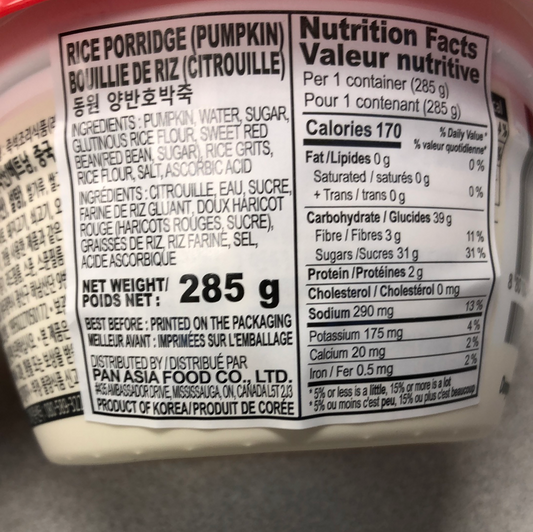 RICE PORRIDGE (PUMPKIN)
BOUILLIE DE RIZ (CITROUILLE)
동원 양반호박죽
INGREDIENTS : PUMPKIN, WATER, SUGAR,
GLUTINOUS RICE FLOUR, SWEET RED
BEAN(RED BEAN, SUGAR), RICE GRITS,
RICE FLOUR, SALT, ASCORBIC ACID
INGRÉDIENTS : CITROUILLE, EAU, SUCRE,
FARINE DE RIZ GLUANT, DOUX HARICOT
ROUGE (HARICOTS ROUGES, SUCRE),
GRAISSES DE RIZ, RIZ FARINE, SEL,
ACIDE ASCORBIQUE
NET WEIGHT/
POIDS NET : 285 g
BEST BEFORE : PRINTED ON THE PACKAGING
MEILLEUR AVANT : IMPRIMÉES SUR L'EMBALLAGE
DISTRIBUTED BY / DISTRIBUÉ PAR
PAN ASIA FOOD CO., LTD.
#35 AMBASSADOR DRIVE, MISSISSAUGA, ON, CANADA L5T 2J3
PRODUCT OF KOREA/PRODUIT DE CORÉE
Nutrition Facts
Valeur nutritive
Per 1 container (285 g)
Pour 1 contenant (285 g)
Calories 170
% Daily Value*
% valeur quotidienne*
Fat / Lipides 0 g 0 %
Saturated / saturés 0 g
+ Trans / trans 0 g 0 %
Carbohydrate / Glucides 39 g
Fibre / Fibres 3 g 11 %
Sugars / Sucres 31 g 31 %
Protein / Protéines 2 g
Cholesterol / Cholestérol 0 mg
Sodium 290 mg 13 %
Potassium 175 mg 4 %
Calcium 20 mg 2 %
Iron / Fer 0.5 mg 2 %
*5% or less is a little, 15% or more is a lot
*5% ou moins c'est peu, 15% ou plus c'est beaucoup